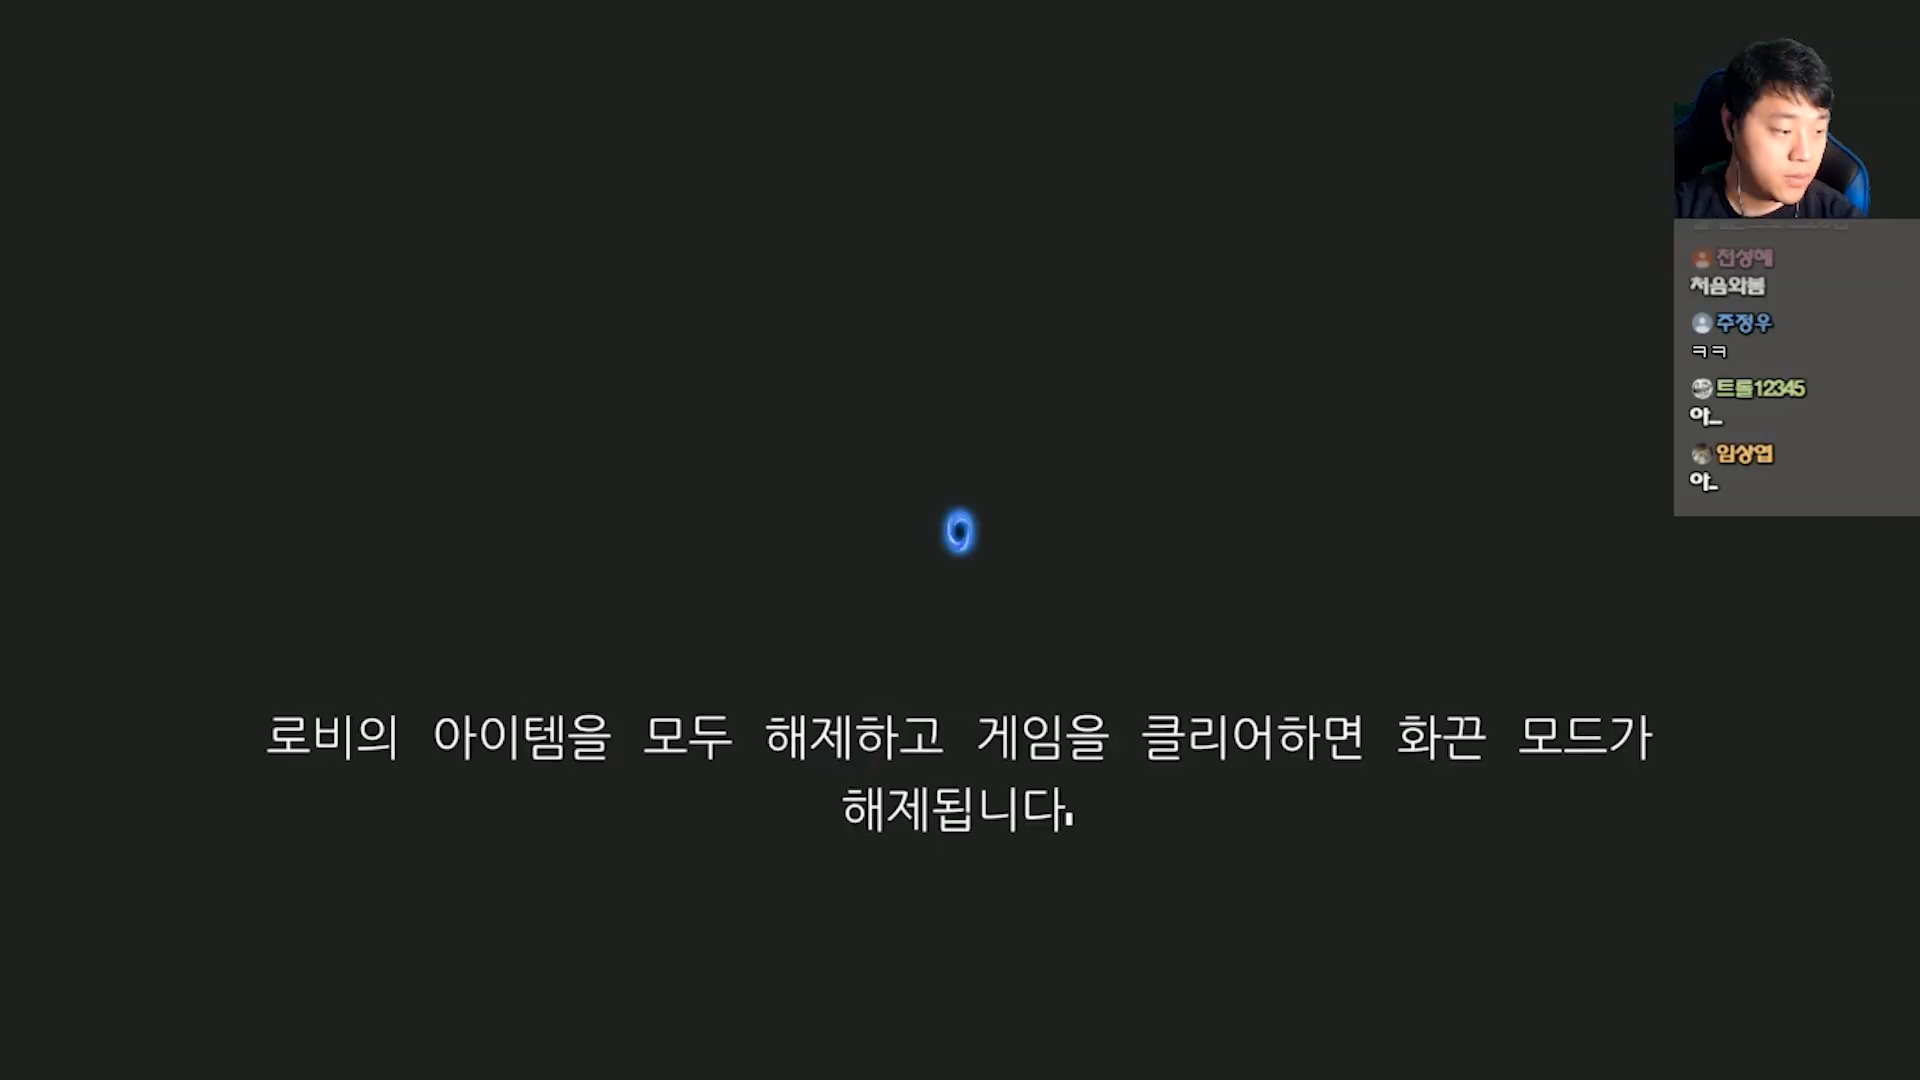 천성혜
처음와봄
주정우
ㅋㅋ
트롤12345
아_
임상엽
아_
로비의 아이템을 모두 해제하고 게임을 클리어하면 화끈 모드가
해제됩니다.